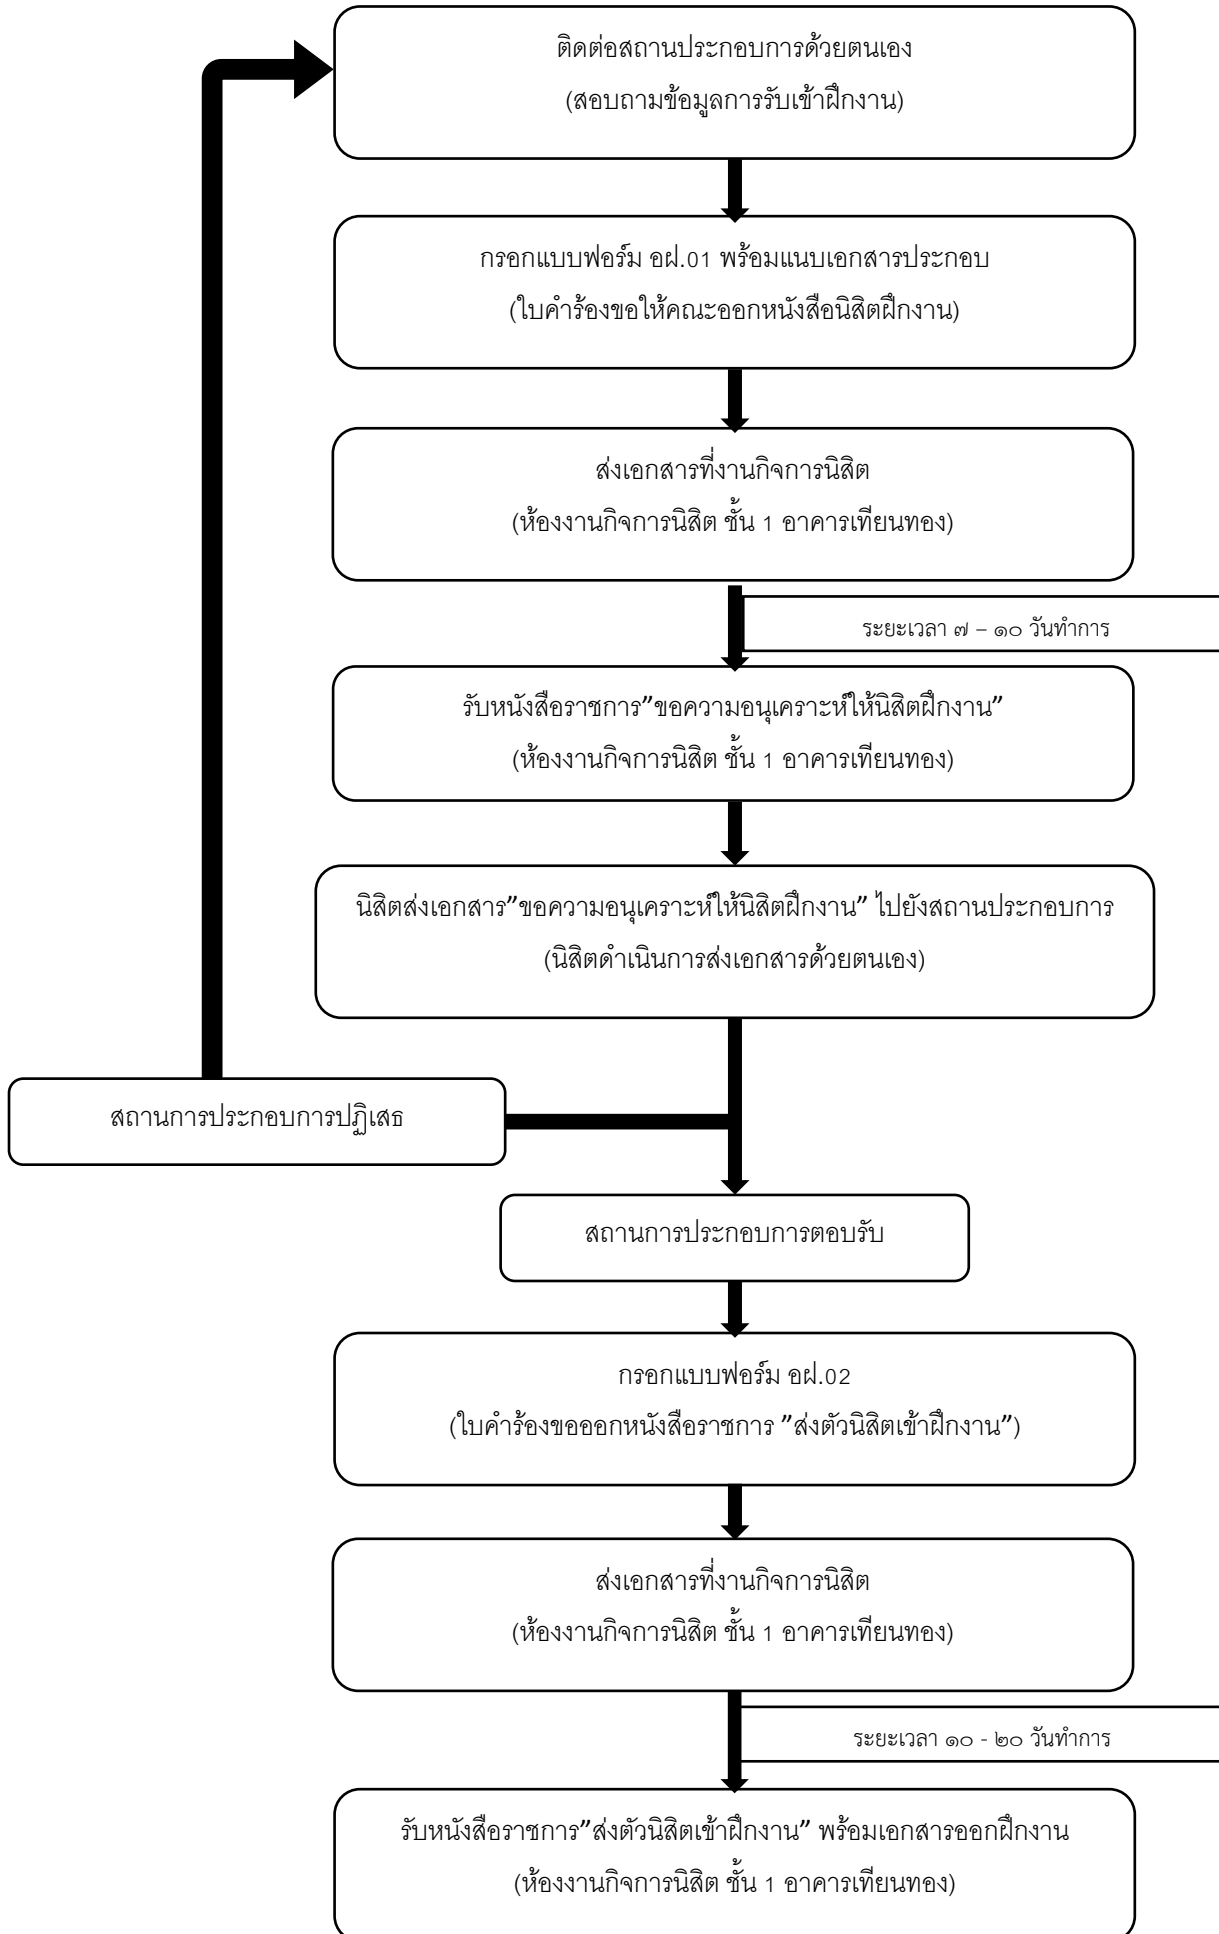 ติดต่อสถานประกอบการด้วยตนเอง
(สอบถามข้อมูลการรับเข้าฝึกงาน)
กรอกแบบฟอร์ม อฝ.01 พร้อมแนบเอกสารประกอบ
(ใบคำร้องขอให้คณะออกหนังสือนิสิตฝึกงาน)
ส่งเอกสารที่งานกิจการนิสิต
(ห้องงานกิจการนิสิต ชั้น 1 อาคารเทียนทอง)
ระยะเวลา ๗ – ๑๐ วันทำการ
รับหนังสือราชการ"ขอความอนุเคราะห์ให้นิสิตฝึกงาน"
(ห้องงานกิจการนิสิต ชั้น 1 อาคารเทียนทอง)
นิสิตส่งเอกสาร"ขอความอนุเคราะห์ให้นิสิตฝึกงาน" ไปยังสถานประกอบการ
(นิสิตดำเนินการส่งเอกสารด้วยตนเอง)
สถานการประกอบการปฏิเสธ
สถานการประกอบการตอบรับ
กรอกแบบฟอร์ม อฝ.02
(ใบคำร้องขอออกหนังสือราชการ "ส่งตัวนิสิตเข้าฝึกงาน")
ส่งเอกสารที่งานกิจการนิสิต
(ห้องงานกิจการนิสิต ชั้น 1 อาคารเทียนทอง)
ระยะเวลา ๑๐ - ๒๐ วันทำการ
รับหนังสือราชการ"ส่งตัวนิสิตเข้าฝึกงาน" พร้อมเอกสารออกฝึกงาน
(ห้องงานกิจการนิสิต ชั้น 1 อาคารเทียนทอง)